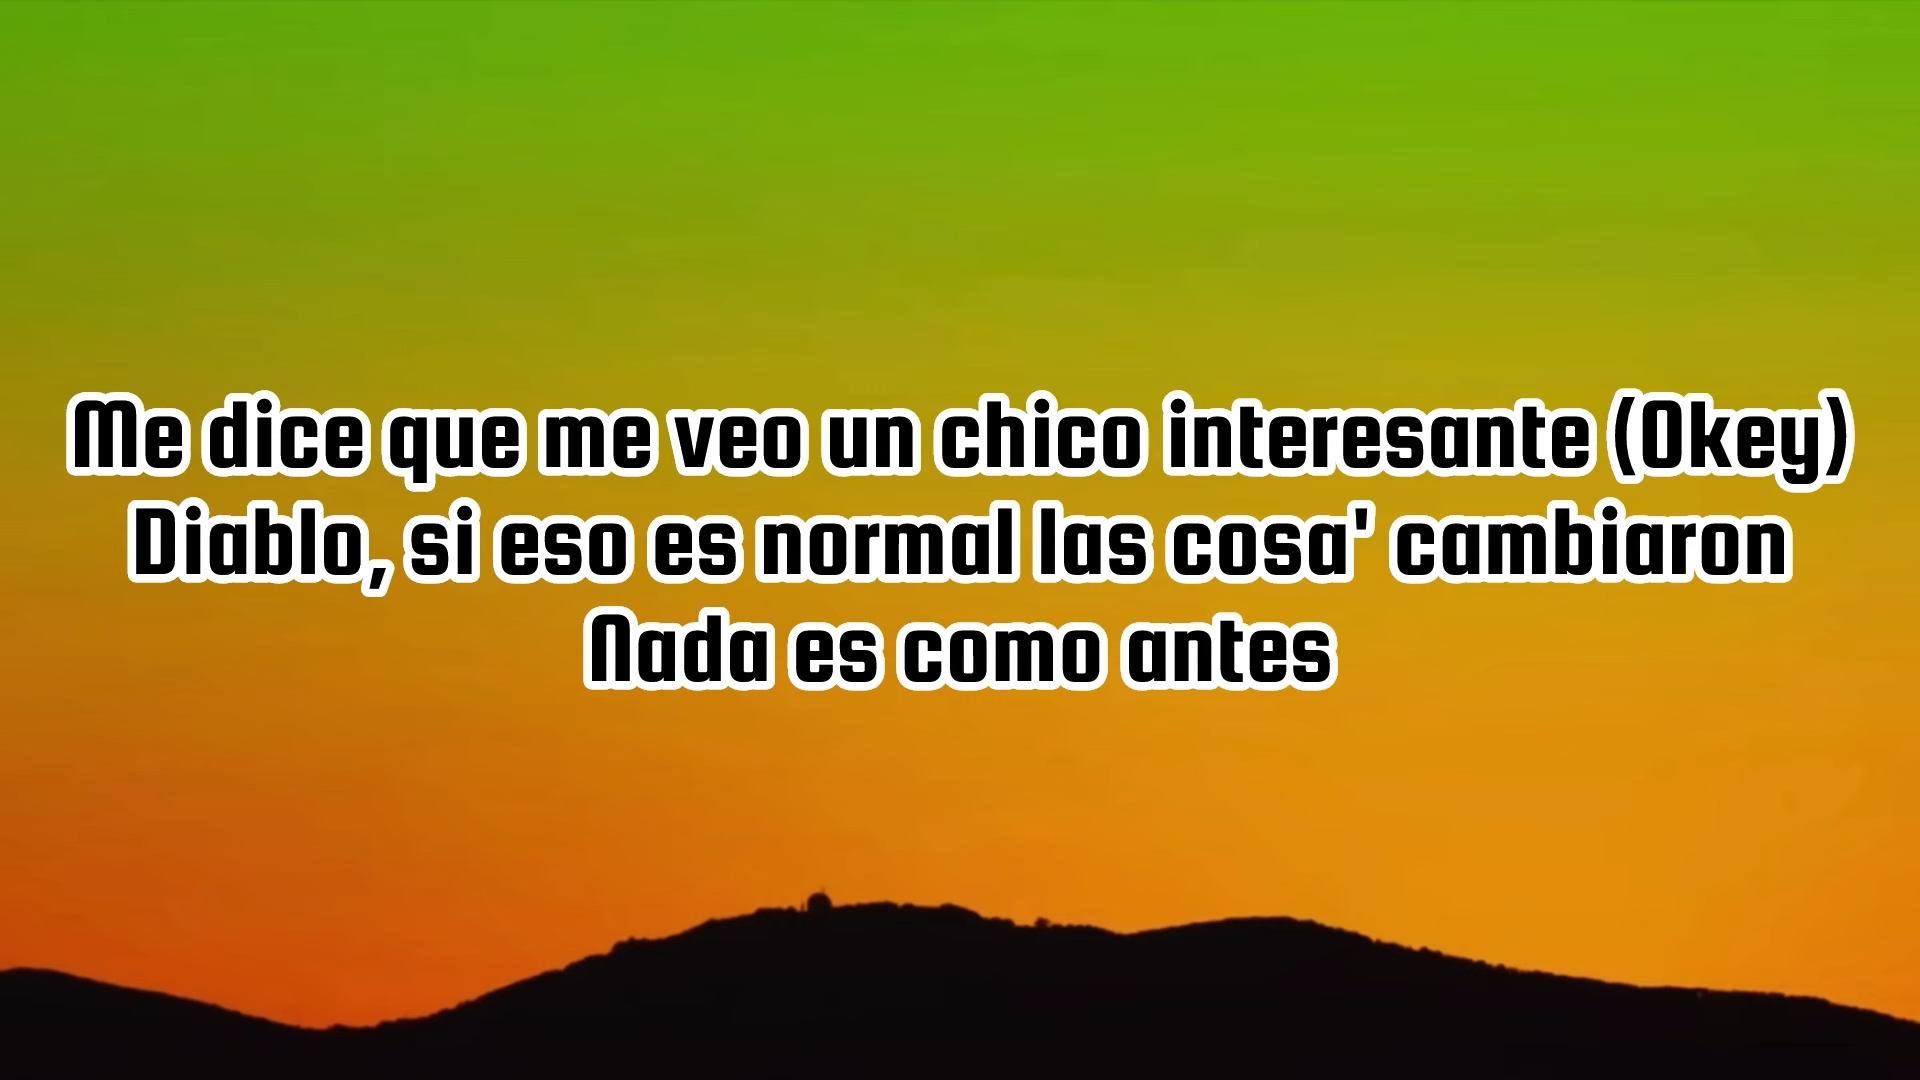 Me dice que me veo un chico interesante (Okey)
Diablo, si eso es normal las cosa' cambiaron
Nada es como antes